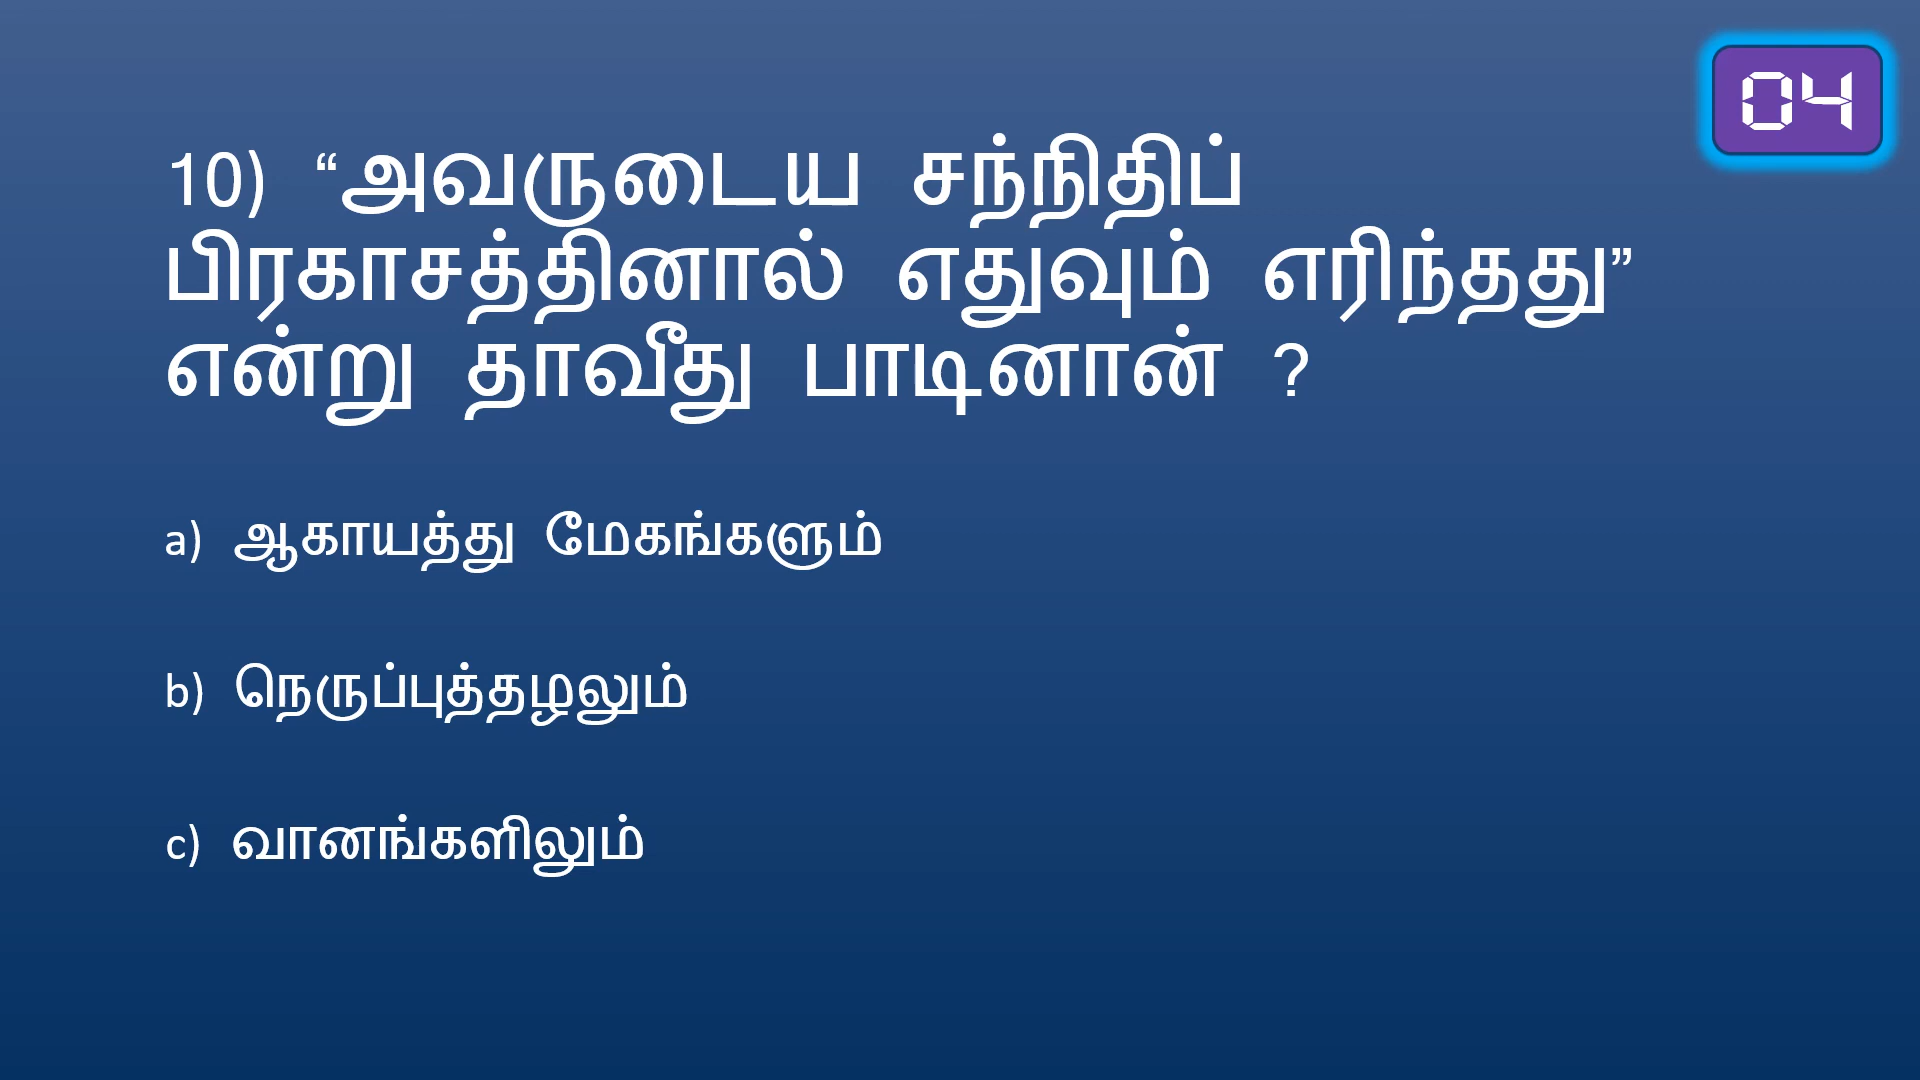 04
10) “அவருடைய சந்நிதிப்
பிரகாசத்தினால் எதுவும் எரிந்தது”
என்று தாவீது பாடினான் ?
a) ஆகாயத்து மேகங்களும்
b) நெருப்புத்தழலும்
c) வானங்களிலும்